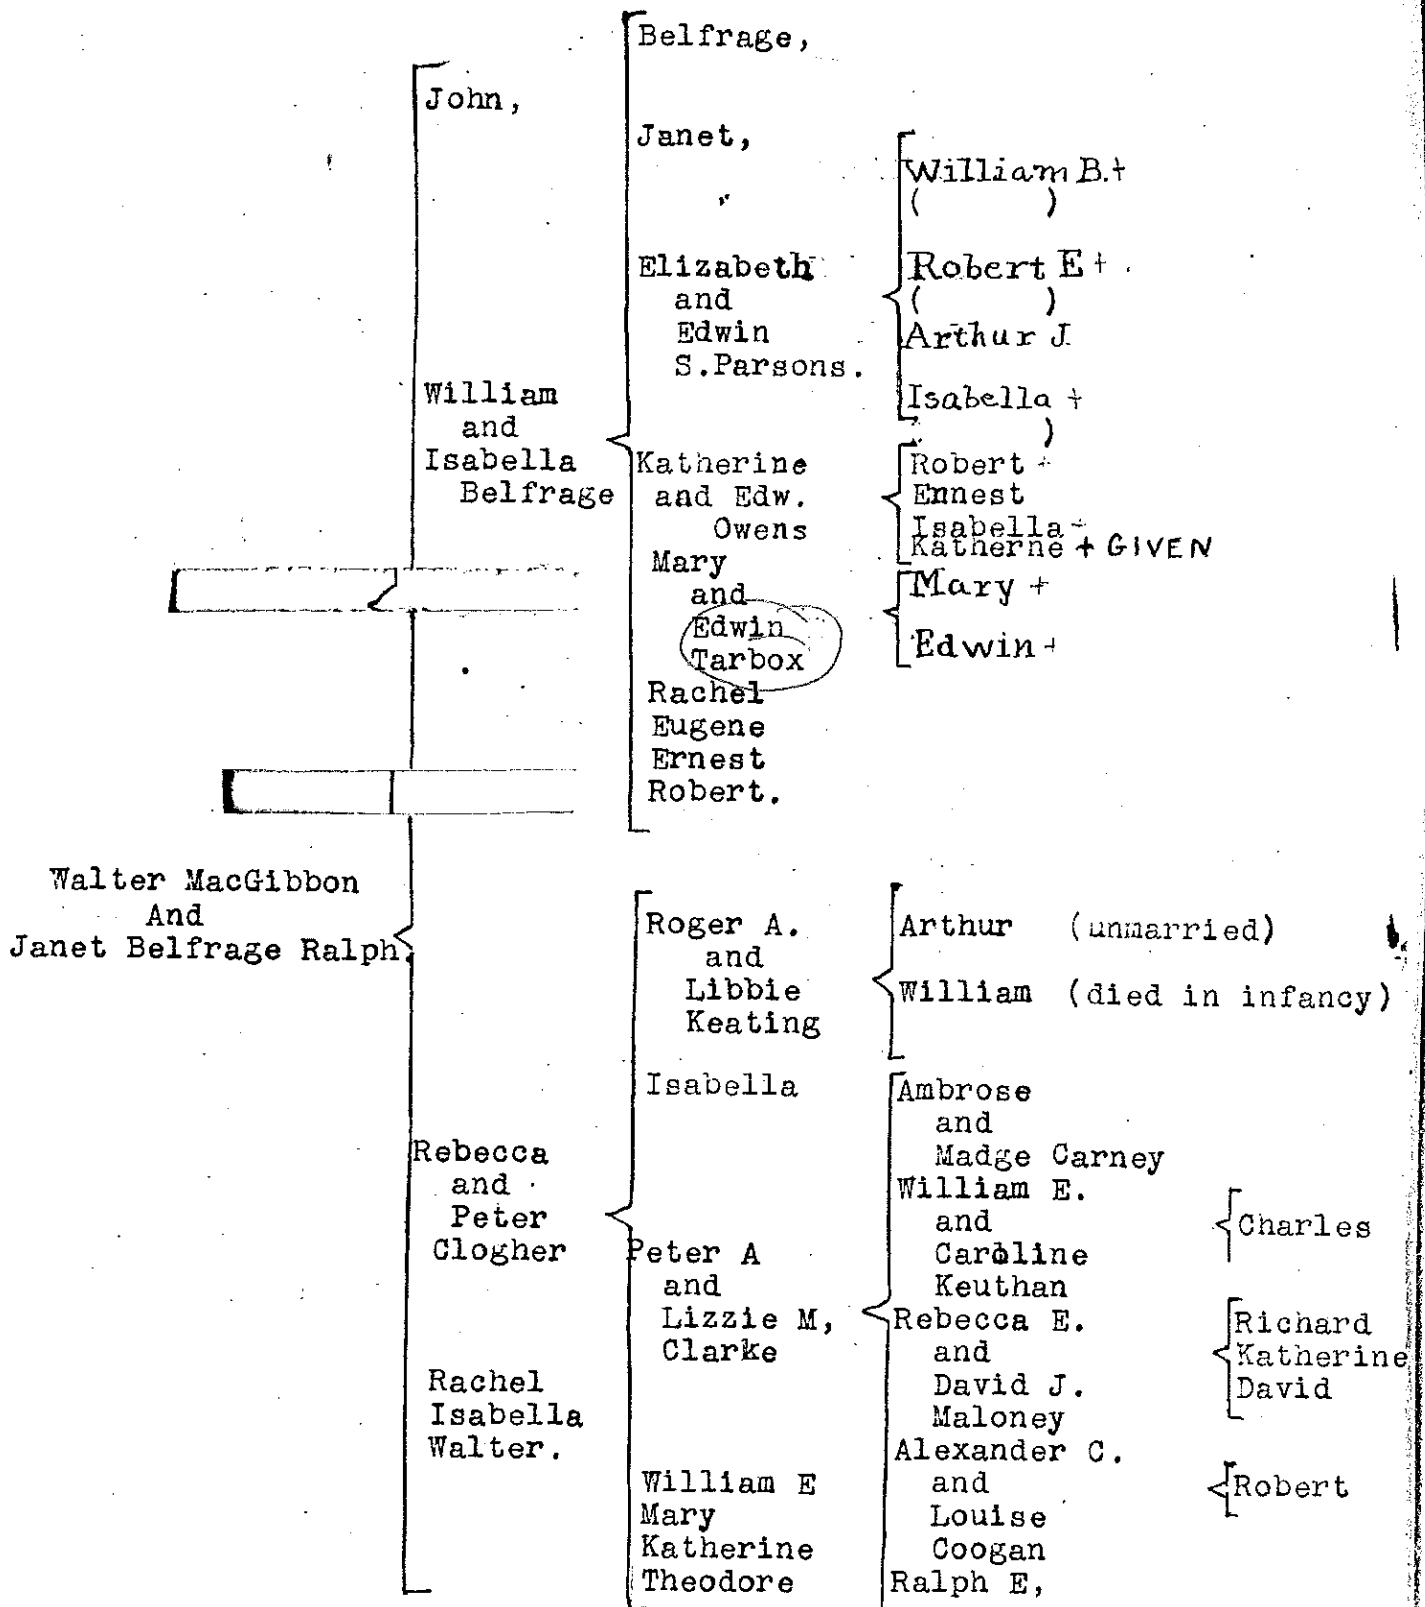 Belfrage,
John,
Janet,
William B.+
(        )
Elizabeth
and
Edwin
S.Parsons.
Robert E +
(        )
Arthur J.
Isabella +
)
William
and
Isabella
Belfrage
Katherine
and Edw.
Owens
Robert +
Ennest
Isabella +
Katherne + GIVEN
Mary
and
Edwin
Tarbox
Mary +
Edwin +
Rachel
Eugene
Ernest
Robert.
Walter MacGibbon
And
Janet Belfrage Ralph.
Roger A.
and
Libbie
Keating
Arthur (unmarried)
William (died in infancy)
Isabella
Rebecca
and
Peter
Clogher
Peter A
and
Lizzie M,
Clarke
Ambrose
and
Madge Carney
William E.
and
Caroline
Keuthan
Charles
Rebecca E.
and
David J.
Maloney
Richard
Katherine
David
Rachel
Isabella
Walter.
Alexander C.
and
Louise
Coogan
Robert
William E
Mary
Katherine
Theodore
Ralph E,